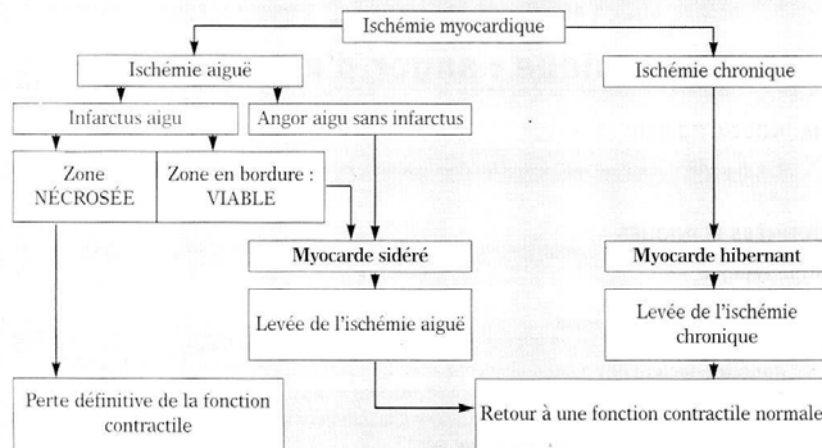 Ischémie myocardique
Ischémie aiguë
Ischémie chronique
Infarctus aigu
Angor aigu sans infarctus
Zone
NÉCROSÉE
Zone en bordure :
VIABLE
Myocarde sidéré
Myocarde hibernant
Levée de l'ischémie aiguë
Levée de l'ischémie
chronique
Perte définitive de la fonction
contractile
Retour à une fonction contractile normale